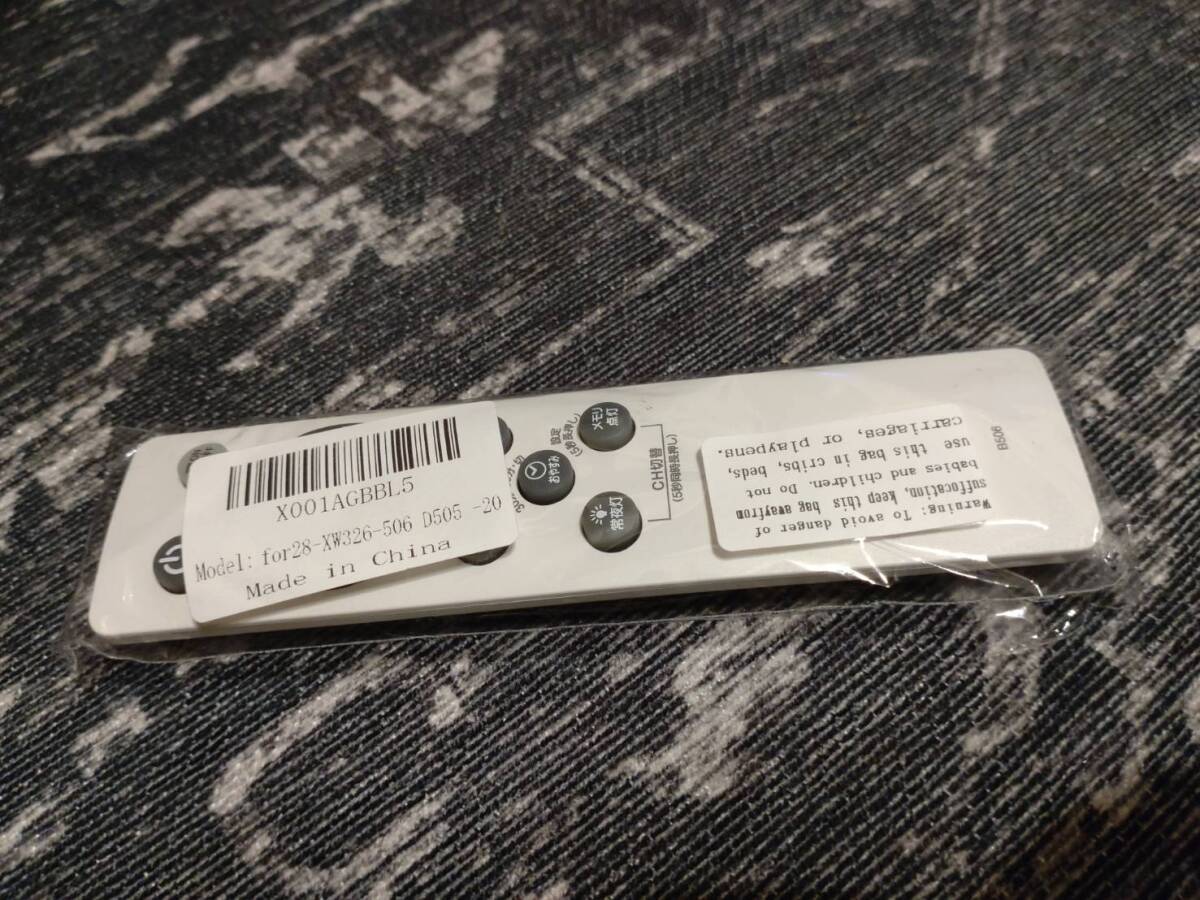 X001AGBBL5
Model: for28-XW326-506 D505 -20
Made in China
メモリ
点灯
おやすみ
設定
(5秒長押し)
常夜灯
CH切替
(5秒同時長押し)
Warning: To avoid danger of
suffocation, keep this bag awayfrom
babies and children. Do not
use this bag in cribs, beds,
carriages, or playpens.
B506